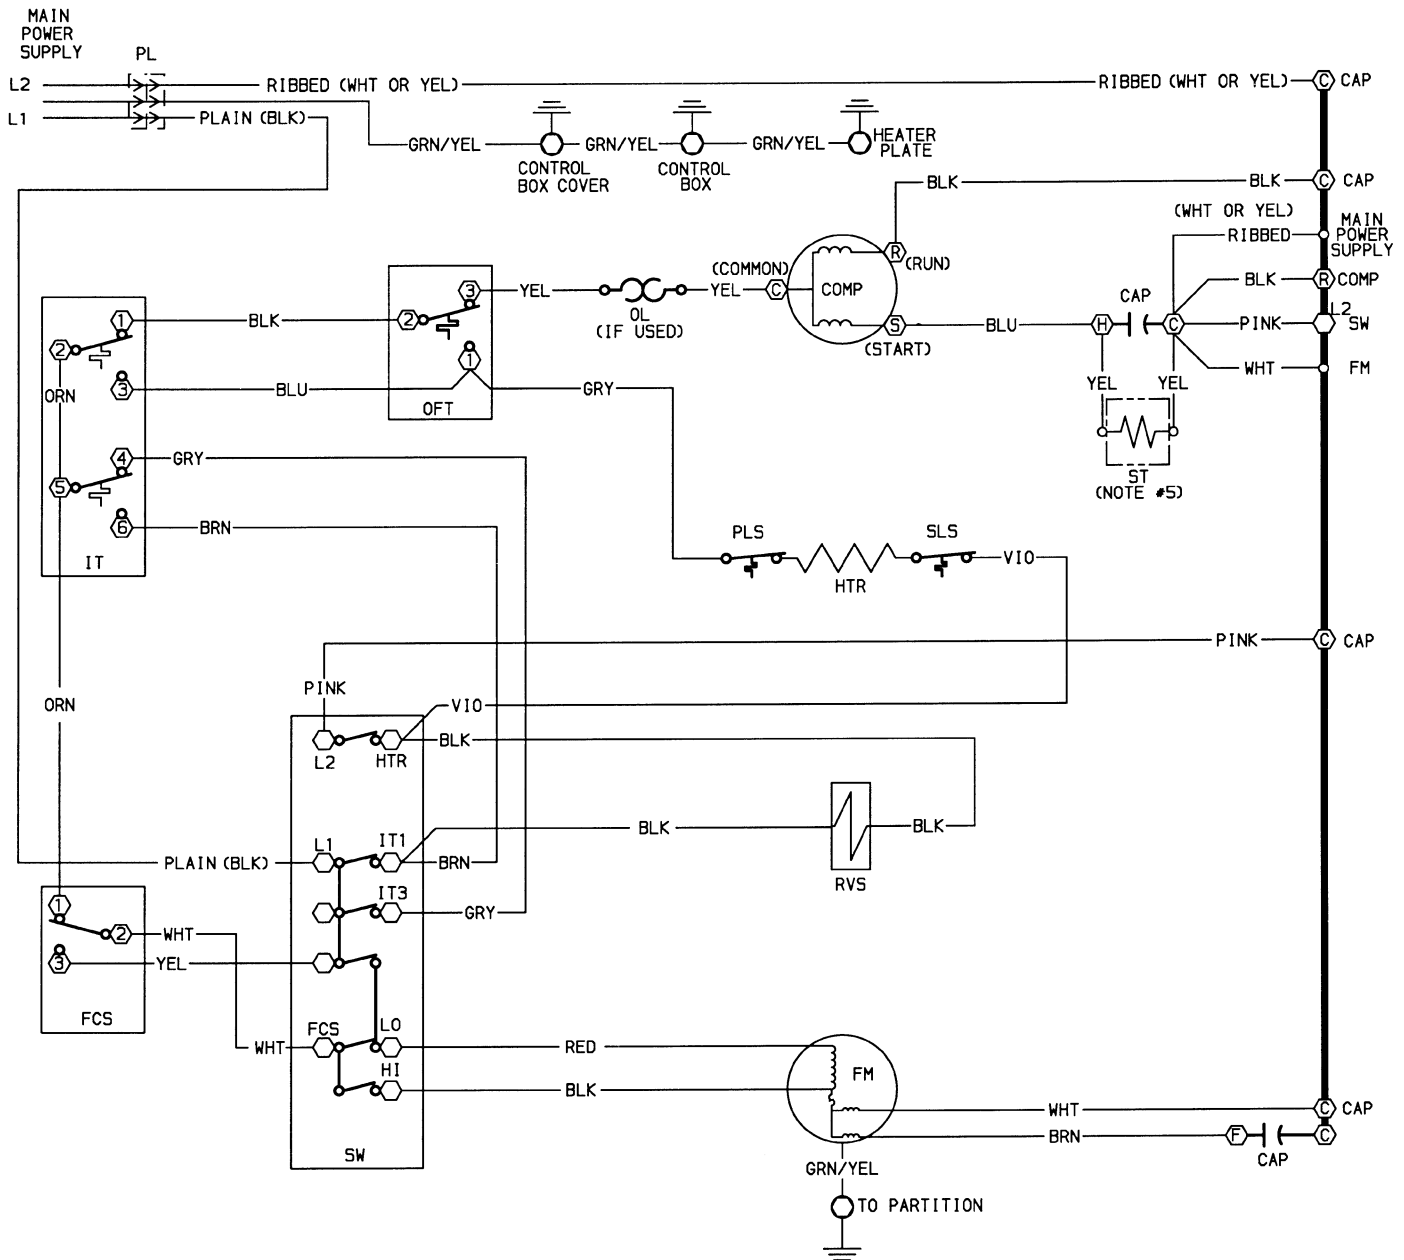 MAIN
POWER
SUPPLY
PL
L2
RIBBED (WHT OR YEL)
RIBBED (WHT OR YEL)
C
CAP
L1
PLAIN (BLK)
GRN/YEL
GRN/YEL
GRN/YEL
HEATER
PLATE
CONTROL
BOX COVER
CONTROL
BOX
BLK
BLK
C
CAP
(WHT OR YEL)
RIBBED
MAIN
POWER
SUPPLY
R
(RUN)
(COMMON)
C
COMP
S
(START)
3
YEL
OL
(IF USED)
YEL
BLK
R
COMP
CAP
1
BLK
2
BLU
H
C
PINK
L2
SW
2
1
WHT
FM
ORN
3
BLU
OFT
GRY
YEL
YEL
4
GRY
5
ST
(NOTE #5)
6
BRN
IT
PLS
SLS
HTR
VIO
PINK
C
CAP
PINK
ORN
VIO
L2
HTR
BLK
L1
IT1
BLK
BLK
PLAIN (BLK)
BRN
RVS
1
IT3
GRY
2
WHT
3
YEL
FCS
FCS
LO
WHT
RED
HI
BLK
FM
SW
WHT
C
CAP
BRN
F
C
CAP
GRN/YEL
TO PARTITION